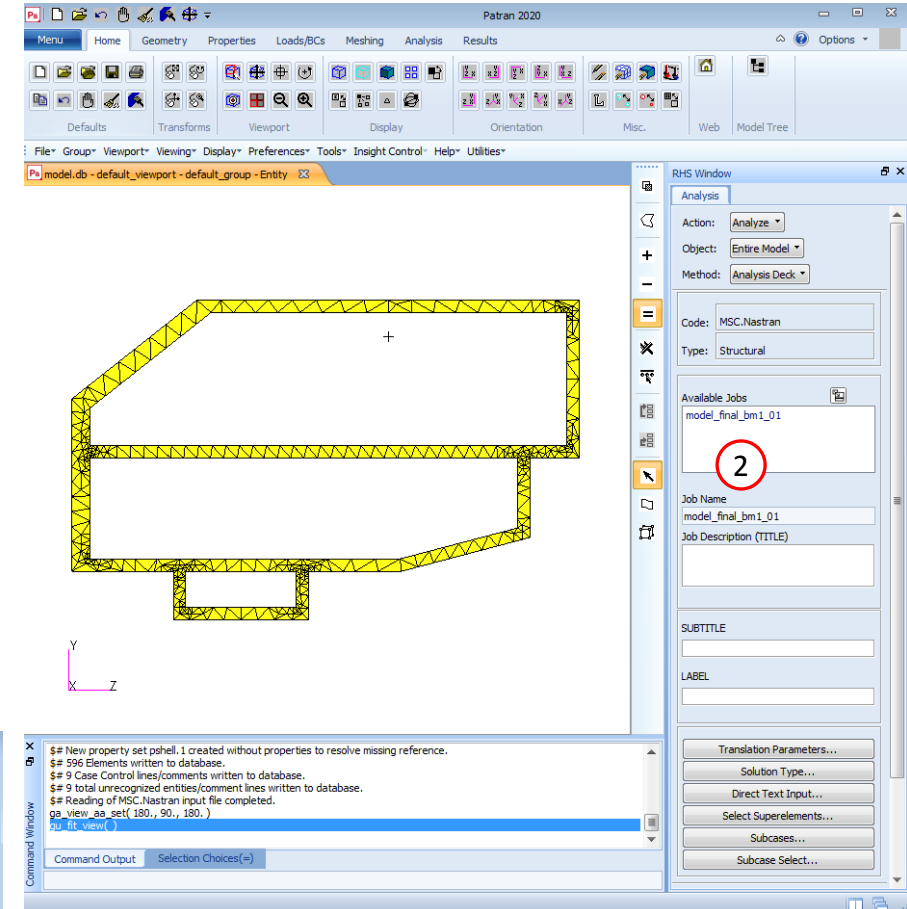 Pa
Patran 2020
Menu Home Geometry Properties Loads/BCs Meshing Analysis Results Options
Defaults Transforms Viewport Display Orientation Misc. Web Model Tree
File Group Viewport Viewing Display Preferences Tools Insight Control Help Utilities
Pa model.db - default_viewport - default_group - Entity
RHS Window
Analysis
Action: Analyze
Object: Entire Model
Method: Analysis Deck
Code: MSC.Nastran
Type: Structural
Available Jobs
model_final_bm1_01
2
Job Name
model_final_bm1_01
Job Description (TITLE)
SUBTITLE
LABEL
Translation Parameters...
Solution Type...
Direct Text Input...
Select Superelements...
Subcases...
Subcase Select...
Y
X Z
Command Window
$# New property set pshell.1 created without properties to resolve missing reference.
$# 596 Elements written to database.
$# 9 Case Control lines/comments written to database.
$# 9 total unrecognized entities/comment lines written to database.
$# Reading of MSC.Nastran input file completed.
ga_view_aa_set( 180., 90., 180. )
gu_fit_view( )
Command Output Selection Choices(=)